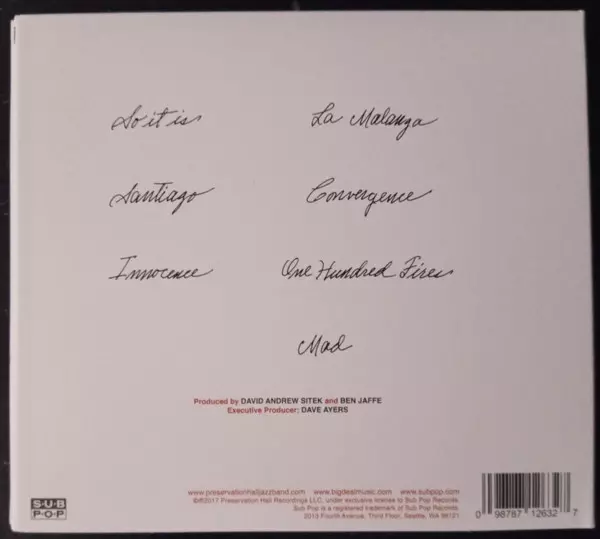 So it is
Santiago
Innocence
La Malanga
Convergence
One Hundred Fires
Mad
Produced by DAVID ANDREW SITEK and BEN JAFFE
Executive Producer: DAVE AYERS
www.preservationhalljazzband.com www.bigdealmusic.com www.subpop.com
©℗2017 Preservation Hall Recordings LLC, under exclusive license to Sub Pop Records.
Sub Pop is a registered trademark of Sub Pop Records.
2013 Fourth Avenue, Third Floor, Seattle, WA 98121
SUB
POP
0 98787 12632 7